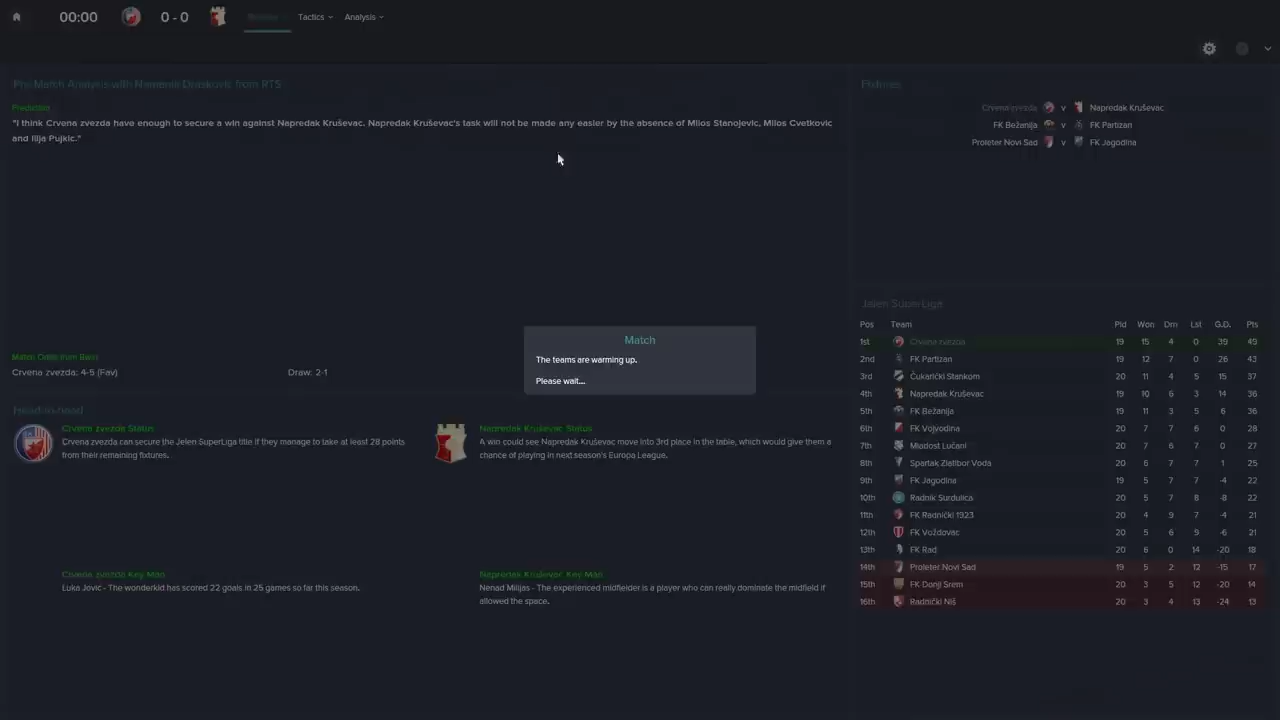 00:00
0 - 0
Tactics
Analysis
Pre-Match Analysis with Nemanja Draskovic from RTS
Prediction
"I think Crvena zvezda have enough to secure a win against Napredak Kruševac. Napredak Kruševac's task will not be made any easier by the absence of Milos Stanojevic, Milos Cvetkovic
and Ilija Pujkic."
Match Odds from Bwin
Crvena zvezda: 4-5 (Fav)
Draw: 2-1
Head-to-head
Crvena zvezda Status
Crvena zvezda can secure the Jelen SuperLiga title if they manage to take at least 28 points
from their remaining fixtures.
Napredak Kruševac Status
A win could see Napredak Kruševac move into 3rd place in the table, which would give them a
chance of playing in next season's Europa League.
Crvena zvezda Key Man
Luka Jovic - The wonderkid has scored 22 goals in 25 games so far this season.
Napredak Kruševac Key Man
Nenad Milijas - The experienced midfielder is a player who can really dominate the midfield if
allowed the space.
Match
The teams are warming up.
Please wait...
Fixtures
Crvena zvezda v Napredak Kruševac
FK Bežanija v FK Partizan
Proleter Novi Sad v FK Jagodina
Jelen SuperLiga
Pos Team Pld Won Drn Lst G.D. Pts
1st Crvena zvezda 19 15 4 0 39 49
2nd FK Partizan 19 12 7 0 26 43
3rd Čukarički Stankom 20 11 4 5 15 37
4th Napredak Kruševac 19 10 6 3 14 36
5th FK Bežanija 19 11 3 5 6 36
6th FK Vojvodina 20 7 7 6 0 28
7th Mladost Lučani 20 7 6 7 0 27
8th Spartak Zlatibor Voda 20 6 7 7 1 25
9th FK Jagodina 19 5 7 7 -4 22
10th Radnik Surdulica 20 5 7 8 -8 22
11th FK Radnički 1923 20 4 9 7 -4 21
12th FK Voždovac 20 5 6 9 -6 21
13th FK Rad 20 6 0 14 -20 18
14th Proleter Novi Sad 19 5 2 12 -15 17
15th FK Donji Srem 20 3 5 12 -20 14
16th Radnički Niš 20 3 4 13 -24 13